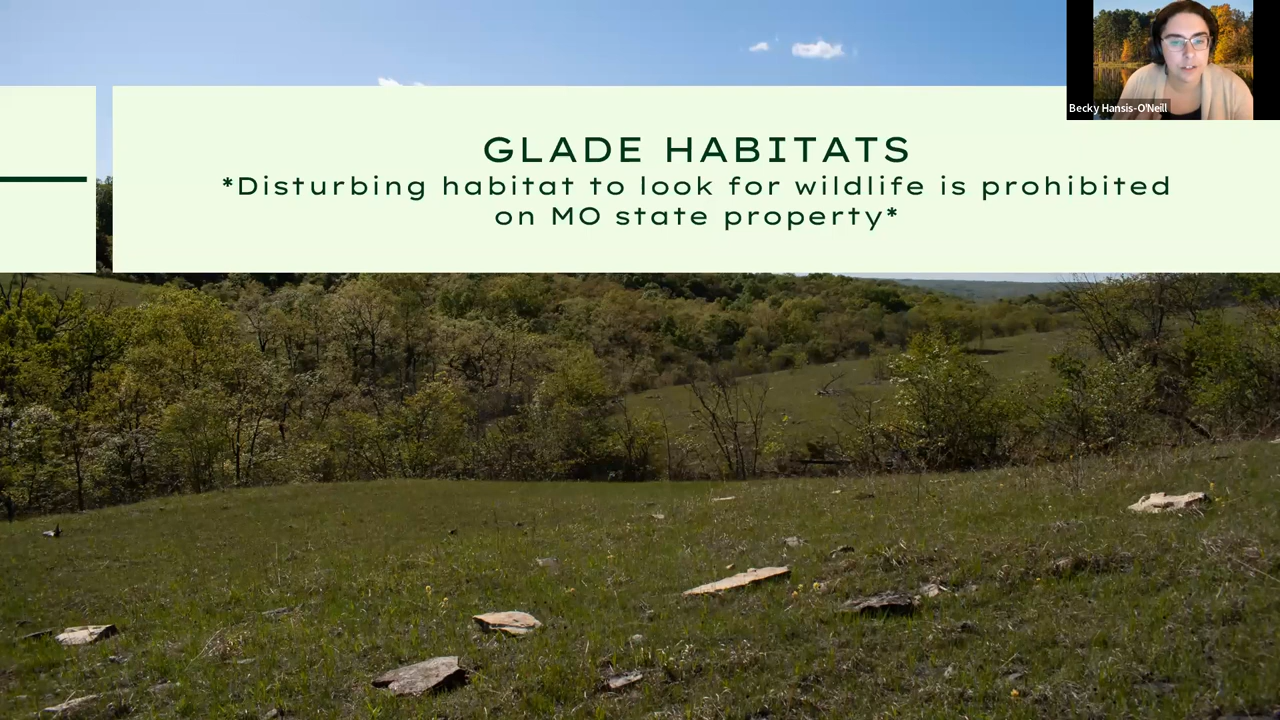 Becky Hansis-O'Neill
GLADE HABITATS
*Disturbing habitat to look for wildlife is prohibited
on MO state property*